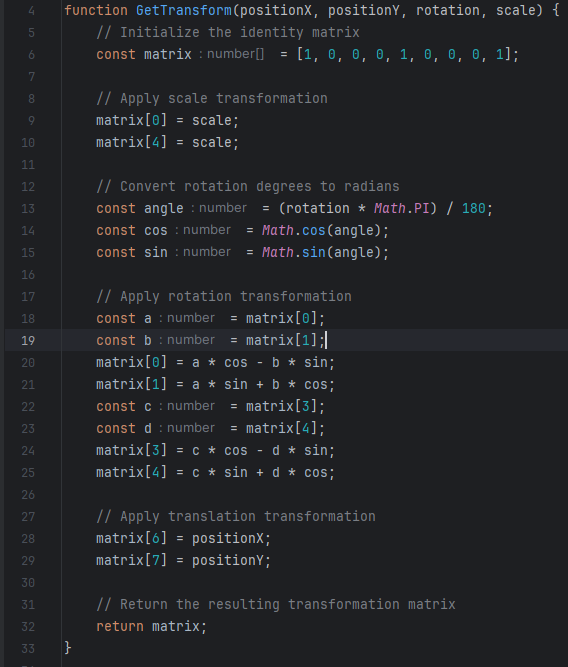 4 function GetTransform(positionX, positionY, rotation, scale) {
5 // Initialize the identity matrix
6 const matrix : number[] = [1, 0, 0, 0, 1, 0, 0, 0, 1];
7
8 // Apply scale transformation
9 matrix[0] = scale;
10 matrix[4] = scale;
11
12 // Convert rotation degrees to radians
13 const angle : number = (rotation * Math.PI) / 180;
14 const cos : number = Math.cos(angle);
15 const sin : number = Math.sin(angle);
16
17 // Apply rotation transformation
18 const a : number = matrix[0];
19 const b : number = matrix[1];
20 matrix[0] = a * cos - b * sin;
21 matrix[1] = a * sin + b * cos;
22 const c : number = matrix[3];
23 const d : number = matrix[4];
24 matrix[3] = c * cos - d * sin;
25 matrix[4] = c * sin + d * cos;
26
27 // Apply translation transformation
28 matrix[6] = positionX;
29 matrix[7] = positionY;
30
31 // Return the resulting transformation matrix
32 return matrix;
33 }